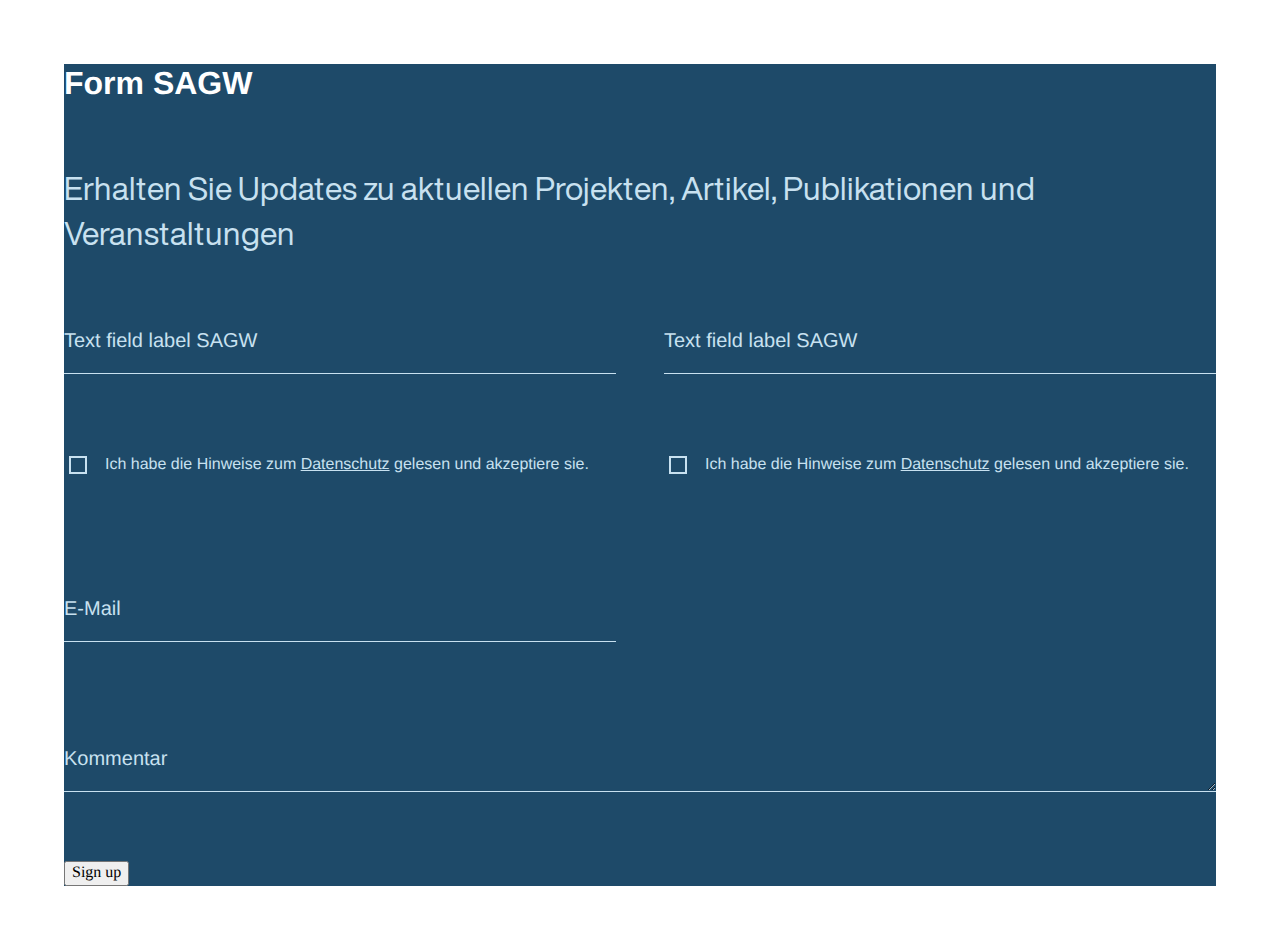 Form SAGW
Erhalten Sie Updates zu aktuellen Projekten, Artikel, Publikationen und
Veranstaltungen
Text field label SAGW
Text field label SAGW
Ich habe die Hinweise zum Datenschutz gelesen und akzeptiere sie.
Ich habe die Hinweise zum Datenschutz gelesen und akzeptiere sie.
E-Mail
Kommentar
Sign up